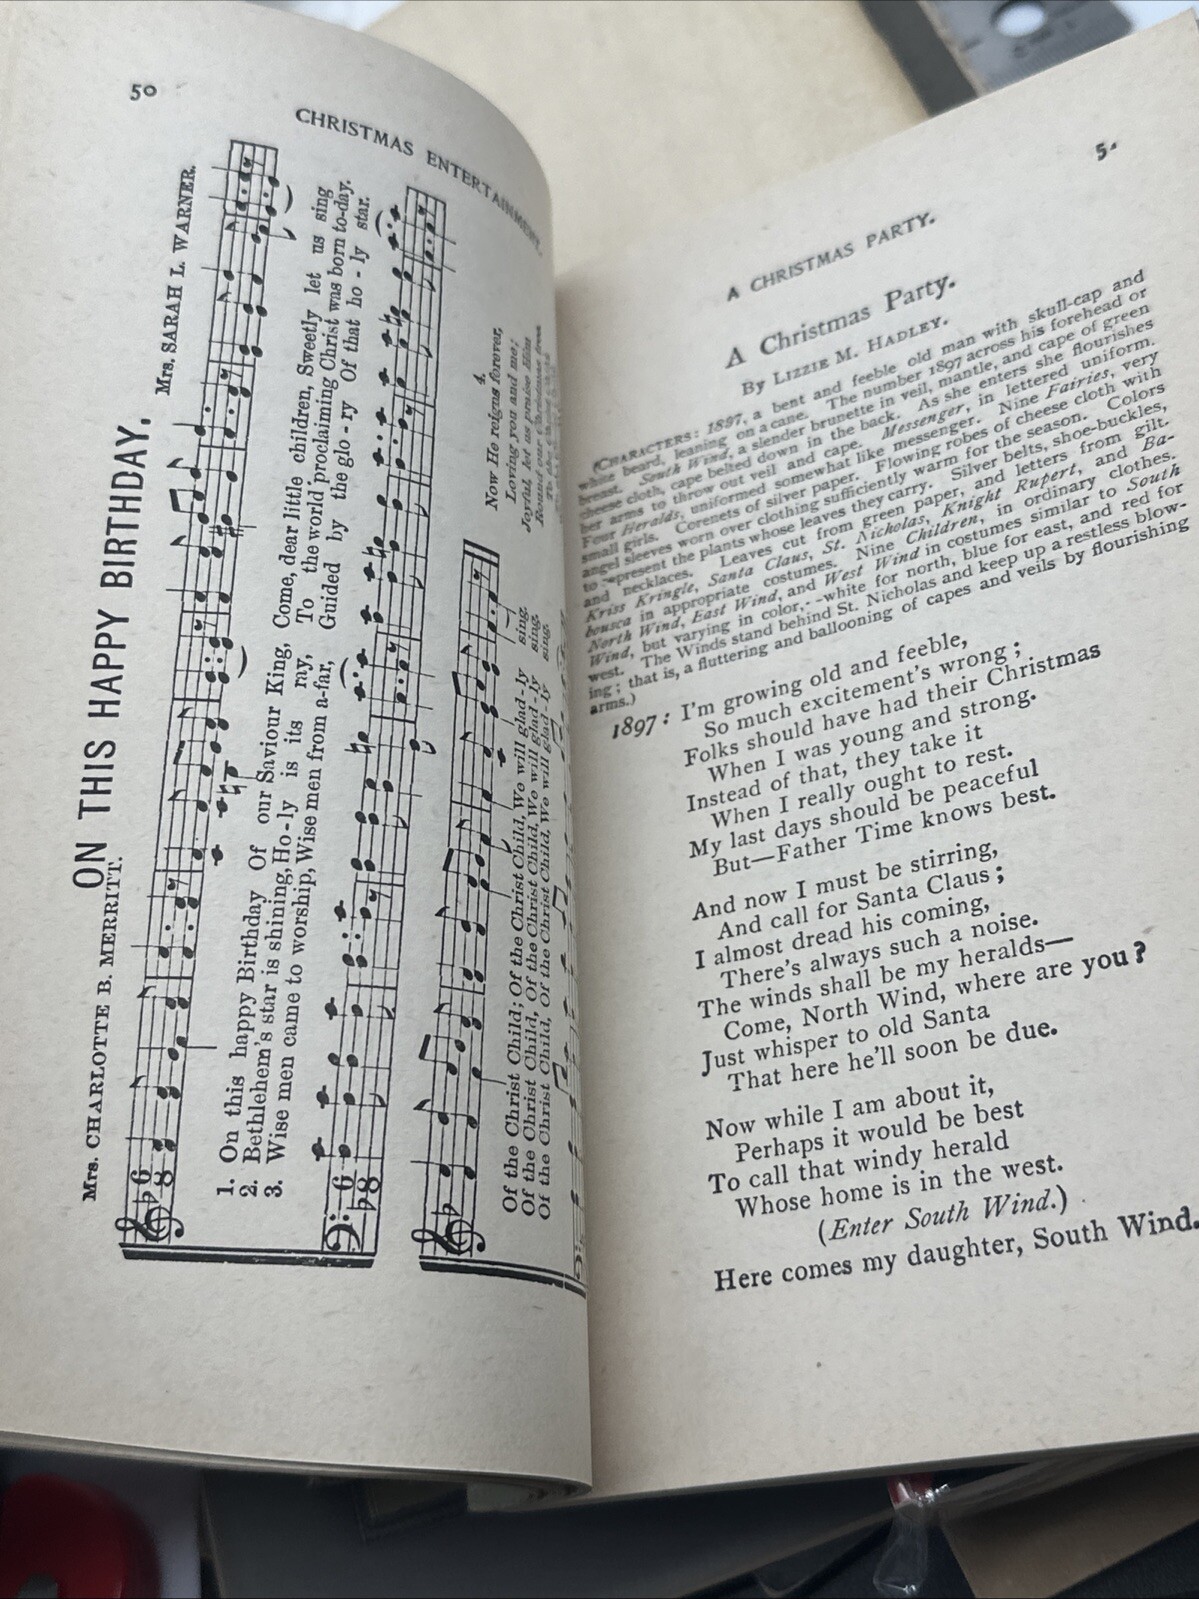 50
CHRISTMAS ENTERTAINMENT.
ON THIS HAPPY BIRTHDAY.
Mrs. CHARLOTTE B. MERRITT.
Mrs. SARAH L. WARNER.
1. On this happy Birthday Of our Saviour King, Come, dear little children, Sweetly let us sing
2. Bethlehem's star is shining, Ho - ly is its ray, To the world proclaiming Christ was born to-day.
3. Wise men came to worship, Wise men from a-far, Guided by the glo - ry Of that ho - ly star.
Of the Christ Child; Of the Christ Child, We will glad - ly sing.
Of the Christ Child, Of the Christ Child, We will glad - ly sing.
Of the Christ Child, Of the Christ Child, We will glad - ly sing.
4.
Now He reigns forever,
Loving you and me;
Joyful, let us praise Him
Round our Christmas tree.
A CHRISTMAS PARTY.
A Christmas Party.
By LIZZIE M. HADLEY.
(CHARACTERS: 1897, a bent and feeble old man with skull-cap and
white beard, leaning on a cane. The number 1897 across his forehead or
breast. South Wind, a slender brunette in veil, mantle, and cape of green
cheese cloth, cape belted down in the back. As she enters she flourishes
her arms to throw out veil and cape. Messenger, in lettered uniform.
Four Heralds, uniformed somewhat like messenger. Nine Fairies, very
small girls. Corenets of silver paper. Flowing robes of cheese cloth with
angel sleeves worn over clothing sufficiently warm for the season. Colors
to represent the plants whose leaves they carry. Silver belts, shoe-buckles,
and necklaces. Leaves cut from green paper, and letters from gilt.
Kriss Kringle, Santa Claus, St. Nicholas, Knight Rupert, and Ba-
bousca in appropriate costumes. Nine Children, in ordinary clothes.
North Wind, East Wind, and West Wind in costumes similar to South
Wind, but varying in color,--white for north, blue for east, and red for
west. The Winds stand behind St. Nicholas and keep up a restless blow-
ing; that is, a fluttering and ballooning of capes and veils by flourishing
arms.)
1897: I'm growing old and feeble,
So much excitement's wrong;
Folks should have had their Christmas
When I was young and strong.
Instead of that, they take it
When I really ought to rest.
My last days should be peaceful
But—Father Time knows best.
And now I must be stirring,
And call for Santa Claus;
I almost dread his coming,
There's always such a noise.
The winds shall be my heralds—
Come, North Wind, where are you?
Just whisper to old Santa
That here he'll soon be due.
Now while I am about it,
Perhaps it would be best
To call that windy herald
Whose home is in the west.
(Enter South Wind.)
Here comes my daughter, South Wind.